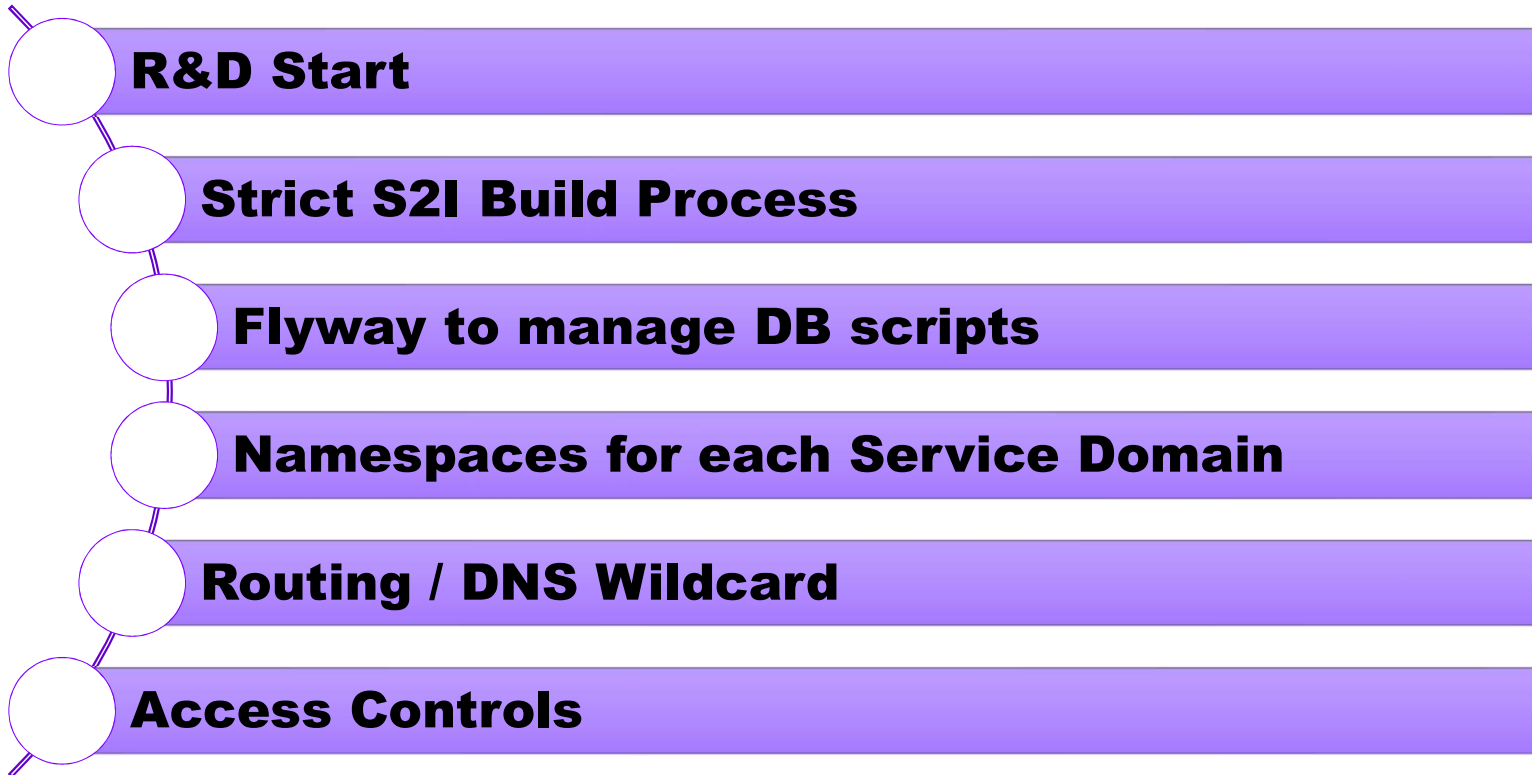 R&D Start
Strict S2I Build Process
Flyway to manage DB scripts
Namespaces for each Service Domain
Routing / DNS Wildcard
Access Controls